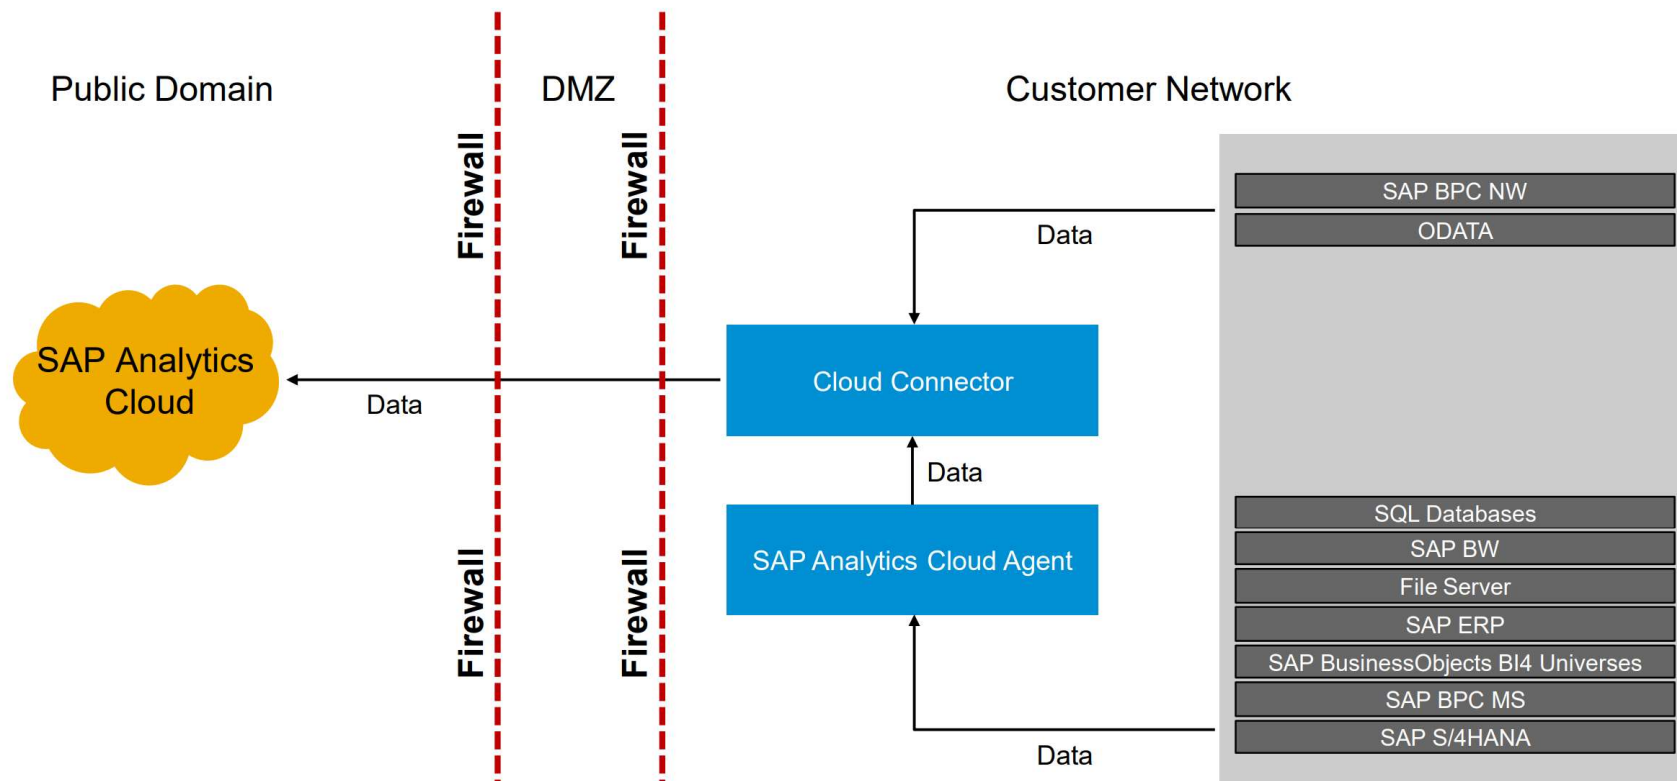 Public Domain
DMZ
Customer Network
Firewall
Firewall
SAP BPC NW
ODATA
Data
SAP Analytics
Cloud
Data
Cloud Connector
Data
SAP Analytics Cloud Agent
Firewall
Firewall
SQL Databases
SAP BW
File Server
SAP ERP
SAP BusinessObjects BI4 Universes
SAP BPC MS
SAP S/4HANA
Data